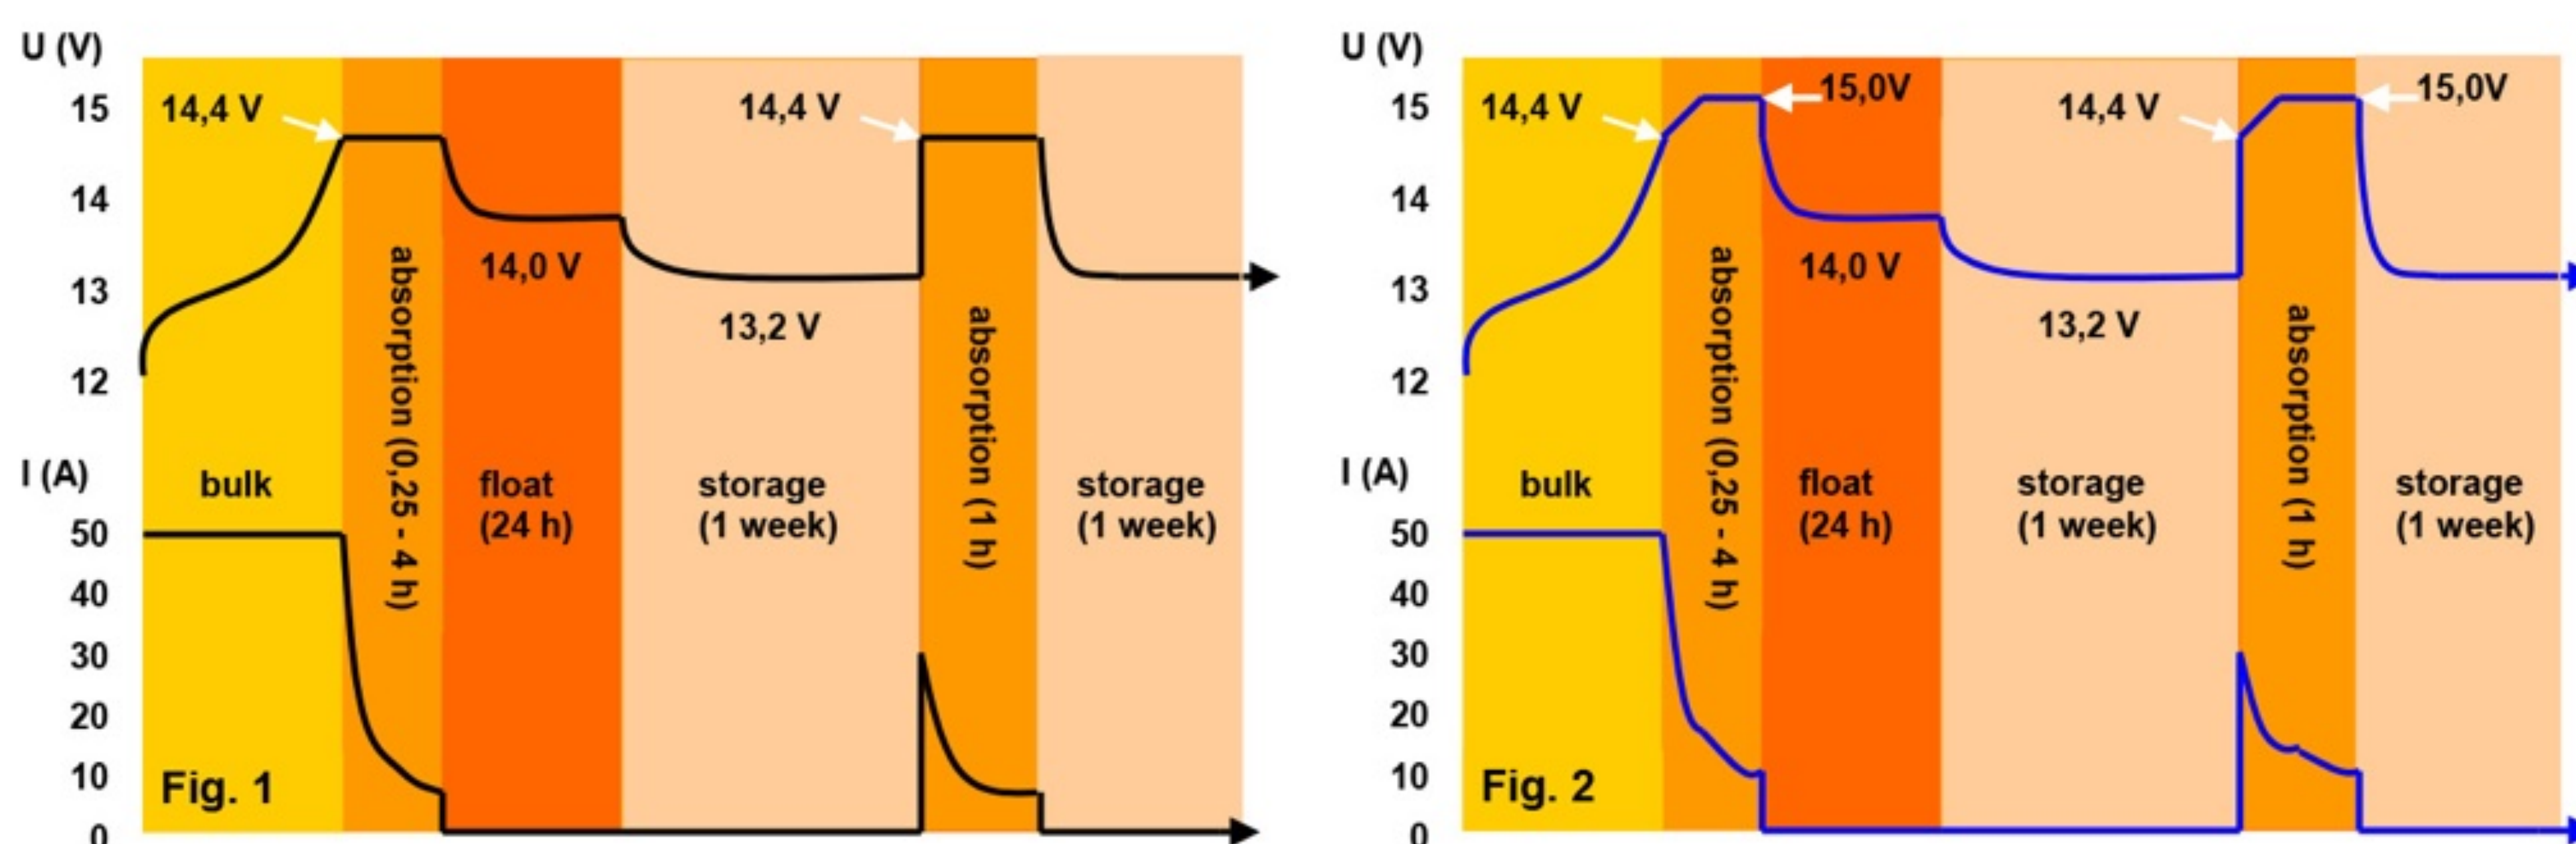 U (V)
15
14
13
12
I (A)
50
40
30
20
10
0
14,4 V
14,0 V
13,2 V
14,4 V
bulk
absorption (0,25 - 4 h)
float
(24 h)
storage
(1 week)
absorption (1 h)
storage
(1 week)
Fig. 1
U (V)
15
14
13
12
I (A)
50
40
30
20
10
0
14,4 V
15,0V
14,0 V
13,2 V
14,4 V
15,0V
bulk
absorption (0,25 - 4 h)
float
(24 h)
storage
(1 week)
absorption (1 h)
storage
(1 week)
Fig. 2